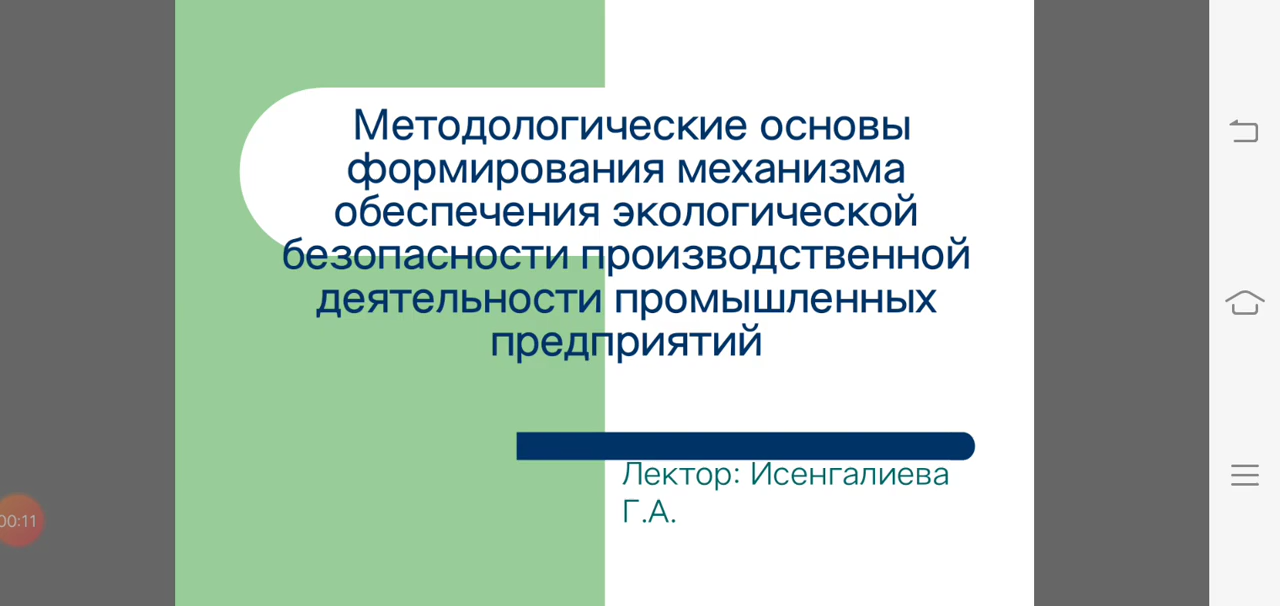 Методологические основы
формирования механизма
обеспечения экологической
безопасности производственной
деятельности промышленных
предприятий
Лектор: Исенгалиева
Г.А.
00:11